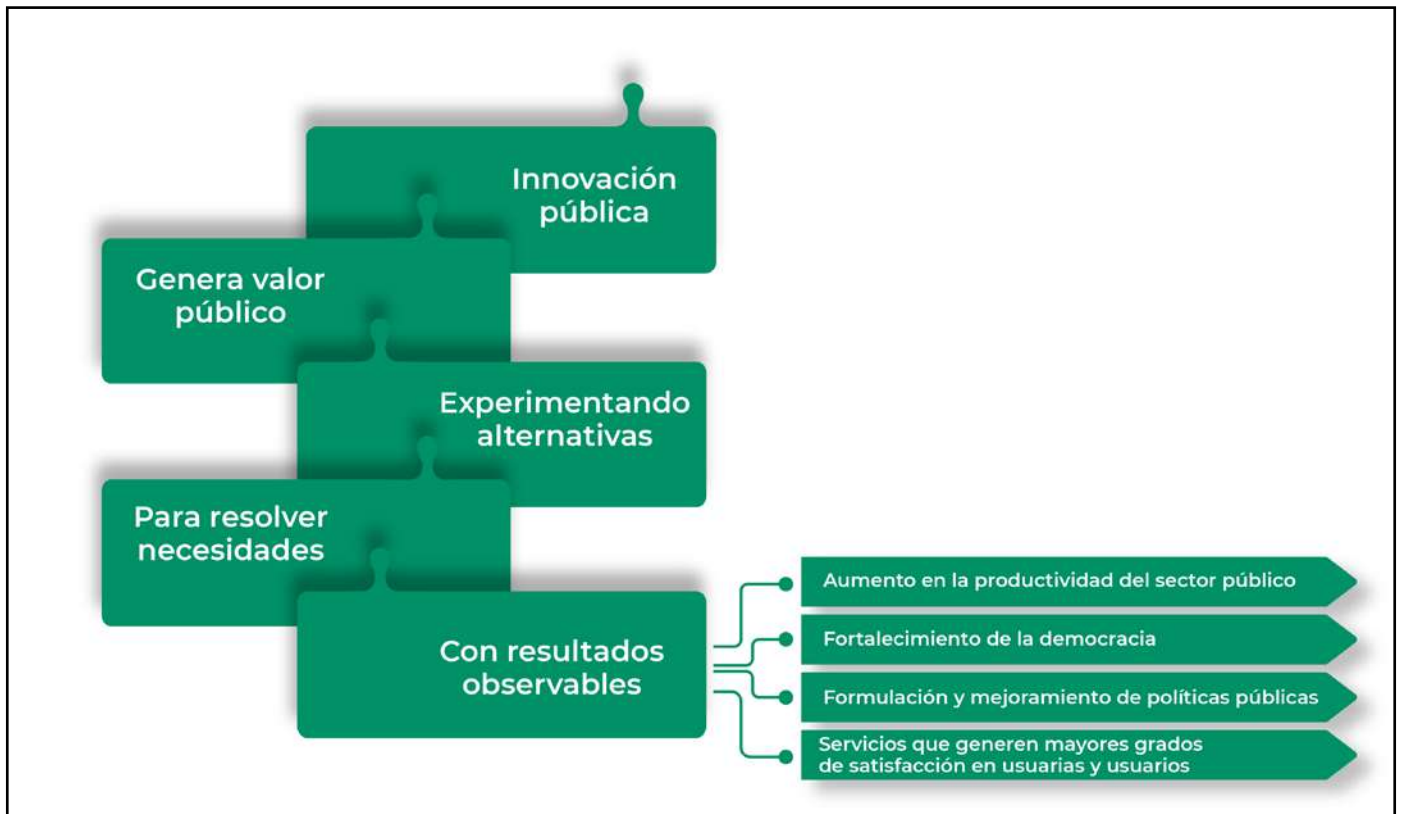 Innovación
pública
Genera valor
público
Experimentando
alternativas
Para resolver
necesidades
Con resultados
observables
Aumento en la productividad del sector público
Fortalecimiento de la democracia
Formulación y mejoramiento de políticas públicas
Servicios que generen mayores grados
de satisfacción en usuarias y usuarios